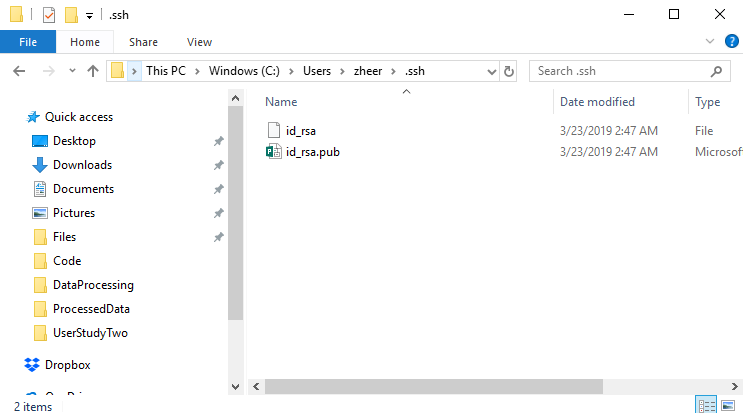 .ssh
File Home Share View
This PC Windows (C:) Users zheer .ssh Search .ssh
Name Date modified Type
Quick access
Desktop
Downloads
Documents
Pictures
Files
Code
DataProcessing
ProcessedData
UserStudyTwo
Dropbox
id_rsa 3/23/2019 2:47 AM File
id_rsa.pub 3/23/2019 2:47 AM Microsof
2 items